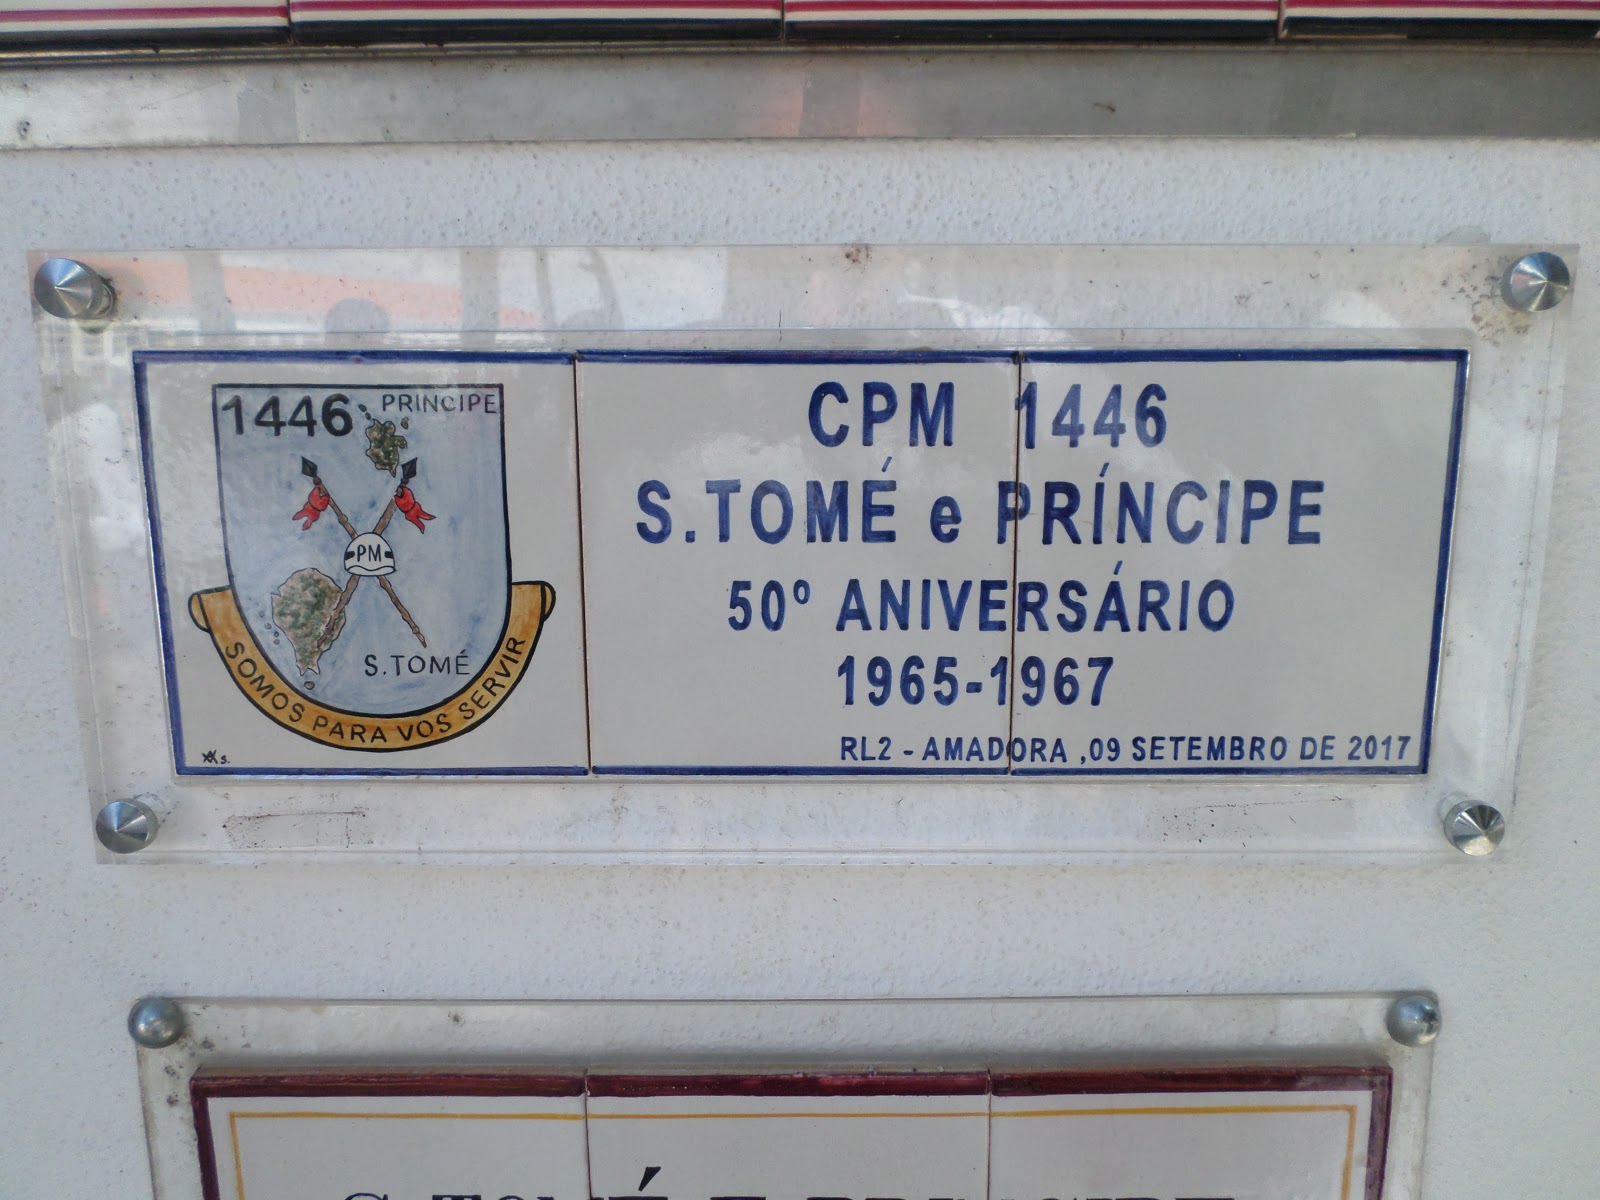 1446 PRINCIPE
PM
S.TOMÉ
SOMOS PARA VOS SERVIR
CPM 1446
S.TOMÉ e PRÍNCIPE
50º ANIVERSÁRIO
1965-1967
RL2 - AMADORA ,09 SETEMBRO DE 2017